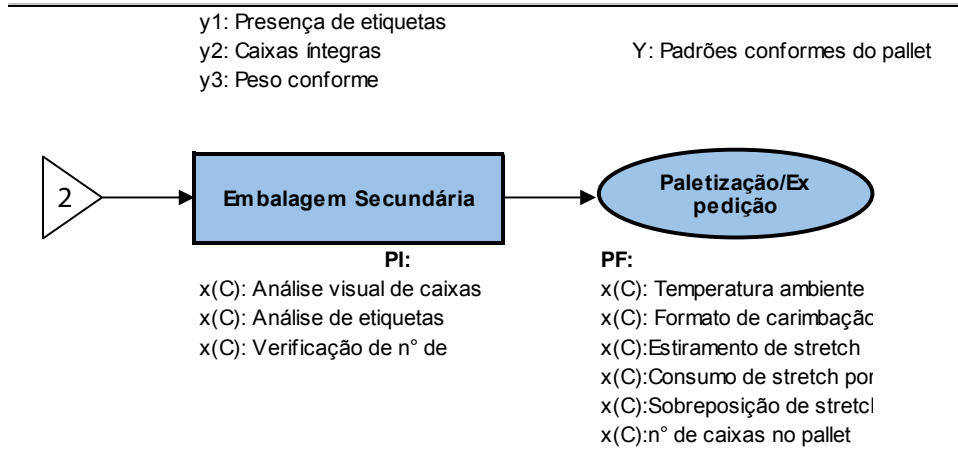 y1: Presença de etiquetas
y2: Caixas íntegras
y3: Peso conforme
Y: Padrões conformes do pallet
2
Embalagem Secundária
Paletização/Ex
pedição
PI:
x(C): Análise visual de caixas
x(C): Análise de etiquetas
x(C): Verificação de n° de
PF:
x(C): Temperatura ambiente
x(C): Formato de carimbação
x(C):Estiramento de stretch
x(C):Consumo de stretch por
x(C):Sobreposição de stretch
x(C):n° de caixas no pallet